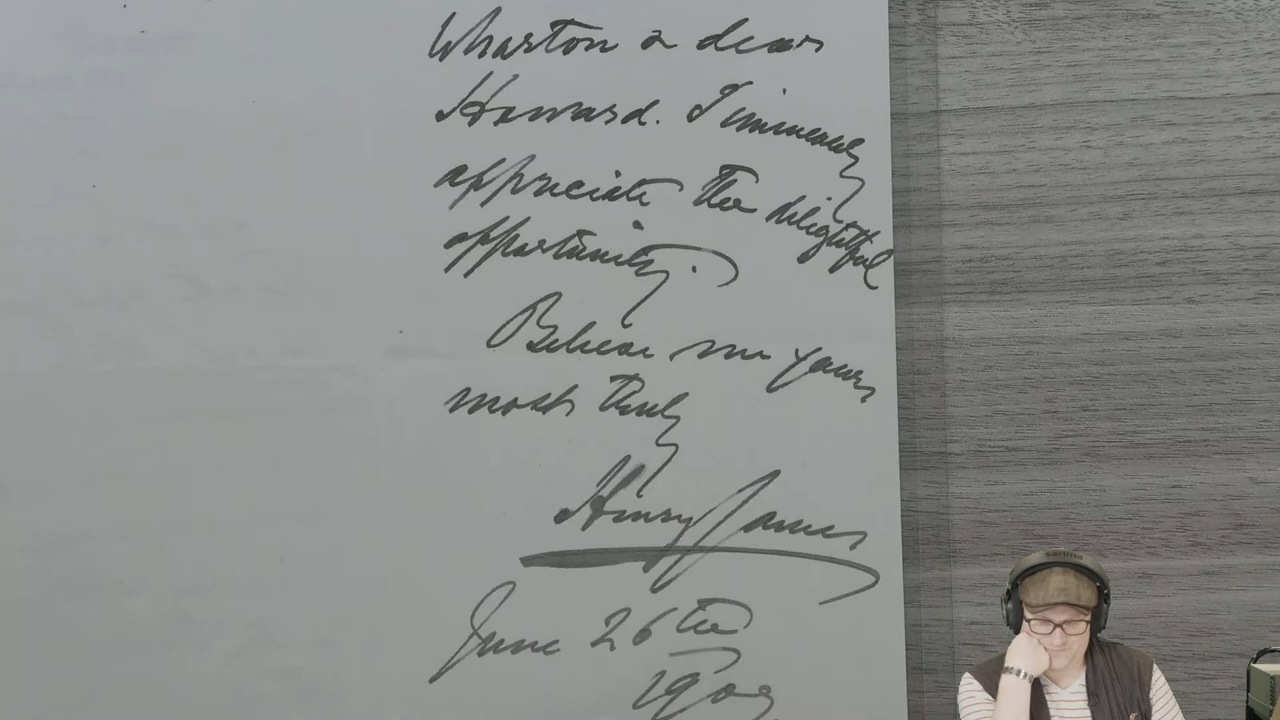 Wharton & dear
Howard. I immensely
appreciate the delightful
opportunity.
Believe me yours
most truly
Henry James
June 26th
1909